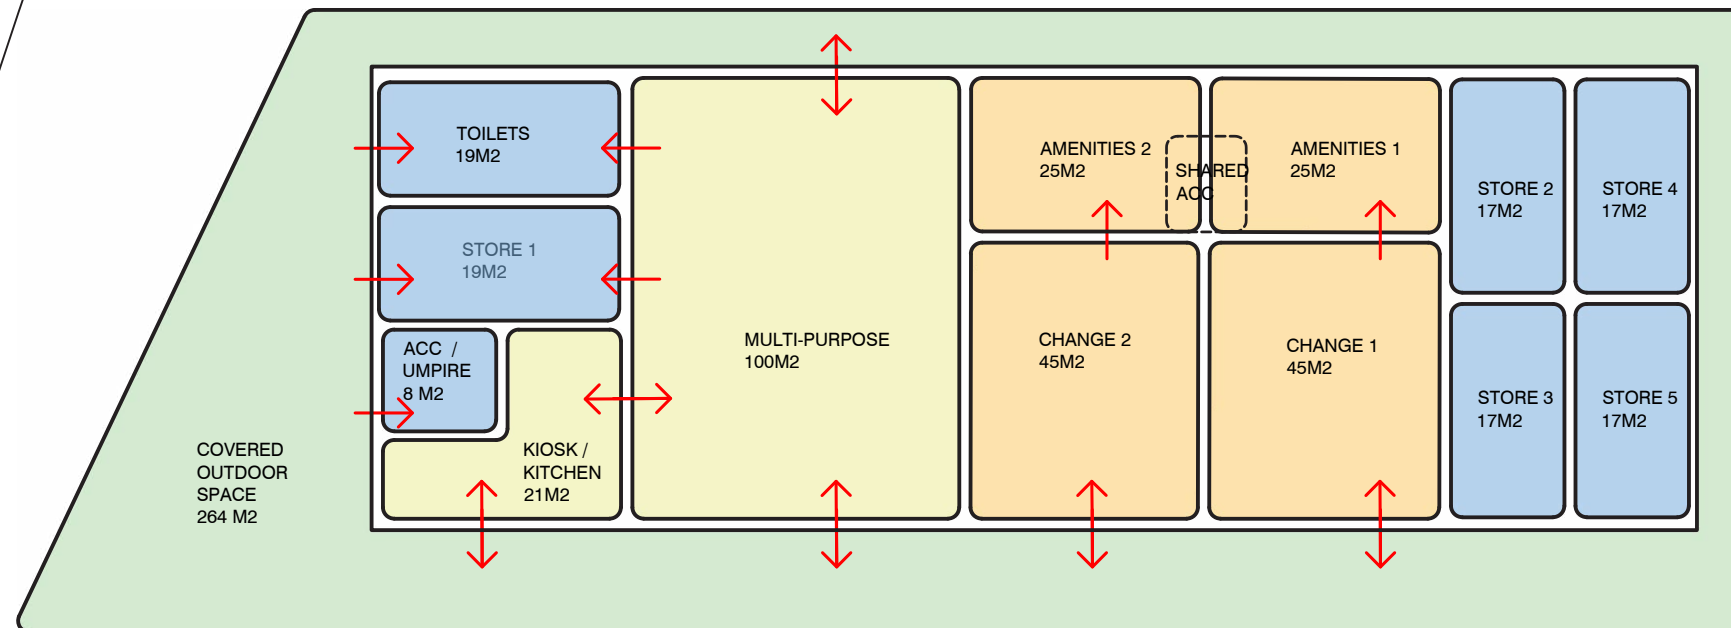 TOILETS
19M2
STORE 1
19M2
ACC /
UMPIRE
8 M2
KIOSK /
KITCHEN
21M2
COVERED
OUTDOOR
SPACE
264 M2
MULTI-PURPOSE
100M2
AMENITIES 2
25M2
SHARED
ACC
AMENITIES 1
25M2
CHANGE 2
45M2
CHANGE 1
45M2
STORE 2
17M2
STORE 4
17M2
STORE 3
17M2
STORE 5
17M2